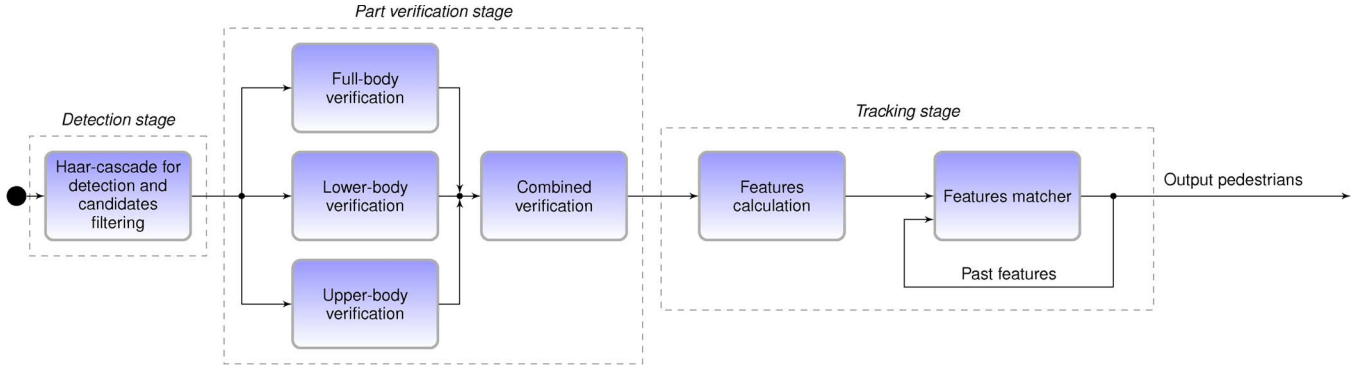 Part verification stage
Full-body
verification
Detection stage
Haar-cascade for
detection and
candidates
filtering
Lower-body
verification
Combined
verification
Upper-body
verification
Tracking stage
Features
calculation
Features matcher
Output pedestrians
Past features